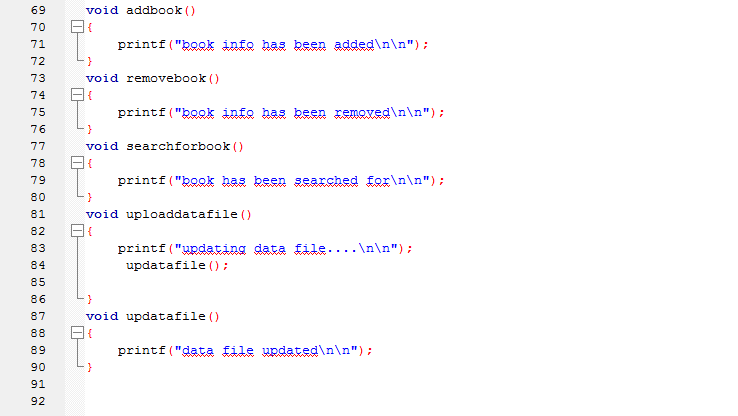 69 void addbook()
70 {
71     printf("book info has been added\n\n");
72 }
73 void removebook()
74 {
75     printf("book info has been removed\n\n");
76 }
77 void searchforbook()
78 {
79     printf("book has been searched for\n\n");
80 }
81 void uploaddatafile()
82 {
83     printf("updating data file....\n\n");
84      updatafile();
85
86 }
87 void updatafile()
88 {
89     printf("data file updated\n\n");
90 }
91
92